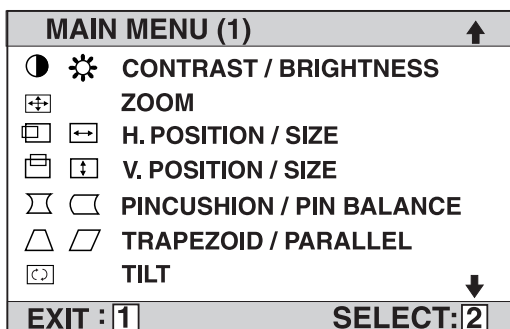 MAIN MENU (1)
CONTRAST / BRIGHTNESS
ZOOM
H. POSITION / SIZE
V. POSITION / SIZE
PINCUSHION / PIN BALANCE
TRAPEZOID / PARALLEL
TILT
EXIT : 1 SELECT: 2